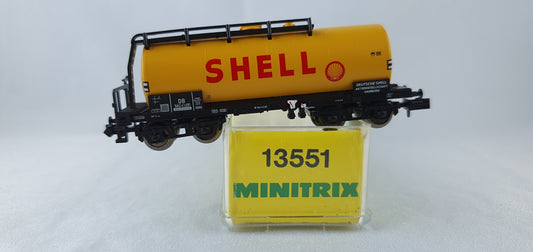 SHELL
DB
DEUTSCHE SHELL
AKTIENGESELLSCHAFT
HAMBURG
13551
MINITRIX